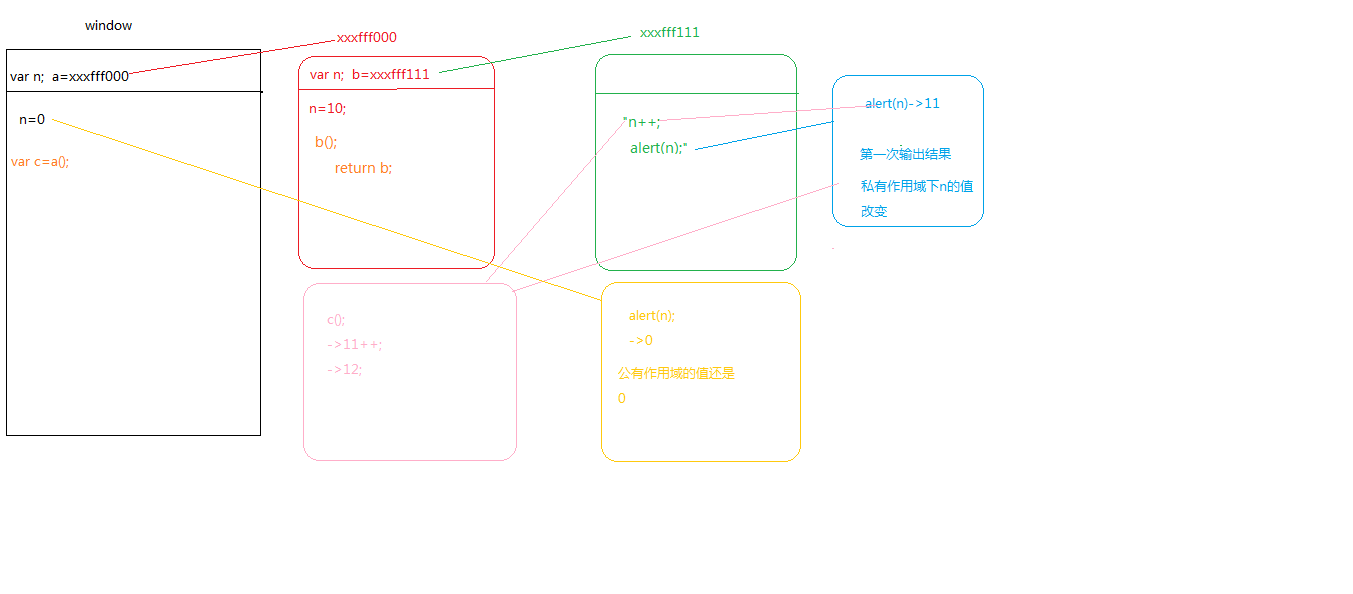 window
var n;  a=xxxfff000
n=0
var c=a();
xxxfff000
var n;  b=xxxfff111
n=10;
b();
return b;
xxxfff111
"n++;
alert(n);"
alert(n)->11
第一次输出结果
私有作用域下n的值
改变
c();
->11++;
->12;
alert(n);
->0
公有作用域的值还是
0